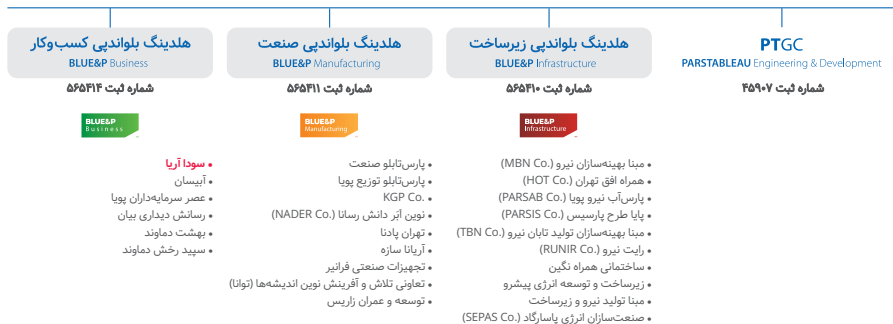 هلدینگ بلواندپی کسب‌وکار
BLUE&P Business
شماره ثبت ۵۶۵۴۱۴
BLUE&P
Business
• سودا آریا
• آبیسان
• عصر سرمایه‌داران پویا
• رسانش دیداری بیان
• بهشت دماوند
• سپید رخش دماوند
هلدینگ بلواندپی صنعت
BLUE&P Manufacturing
شماره ثبت ۵۶۵۴۱۱
BLUE&P
Manufacturing
• پارس‌تابلو صنعت
• پارس‌تابلو توزیع پویا
• KGP Co.
• نوین اَبَر دانش رسانا (NADER Co.)
• تهران پادنا
• آریانا سازه
• تجهیزات صنعتی فرانیر
• تعاونی تلاش و آفرینش نوین اندیشه‌ها (توانا)
• توسعه و عمران زاریس
هلدینگ بلواندپی زیرساخت
BLUE&P Infrastructure
شماره ثبت ۵۶۵۴۱۰
BLUE&P
Infrastructure
• مبنا بهینه‌سازان نیرو (MBN Co.)
• همراه افق تهران (HOT Co.)
• پارس‌آب نیرو پویا (PARSAB Co.)
• پایا طرح پارسیس (PARSIS Co.)
• مبنا بهینه‌سازان تولید تابان نیرو (TBN Co.)
• رایت نیرو (RUNIR Co.)
• ساختمانی همراه نگین
• زیرساخت و توسعه انرژی پیشرو
• مبنا تولید نیرو و زیرساخت
• صنعت‌سازان انرژی پاسارگاد (SEPAS Co.)
PTGC
PARSTABLEAU Engineering & Development
شماره ثبت ۴۵۹۰۷